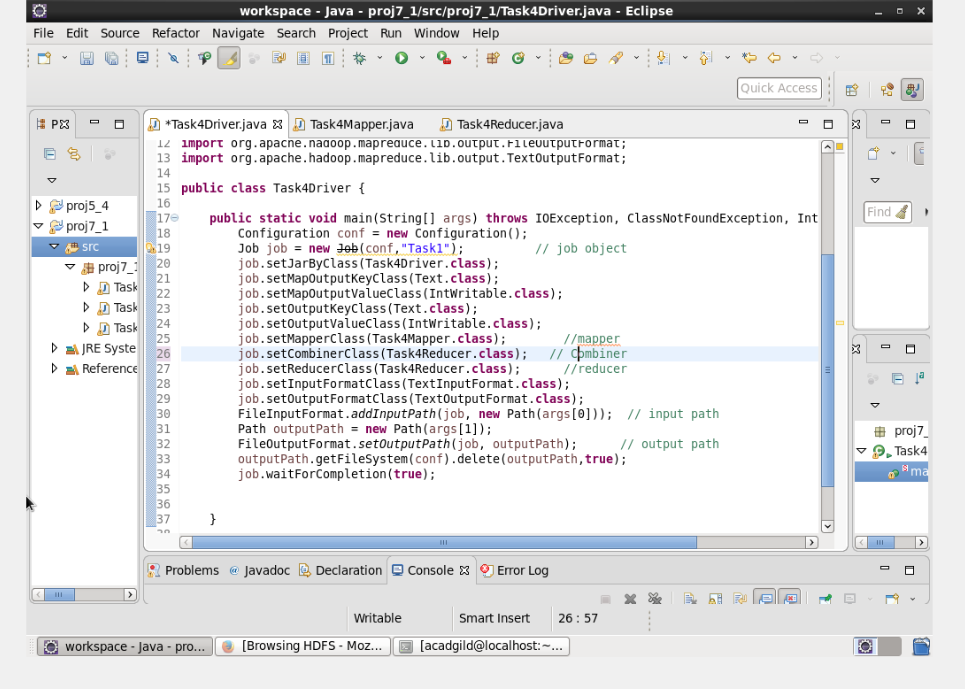 workspace - Java - proj7_1/src/proj7_1/Task4Driver.java - Eclipse
File Edit Source Refactor Navigate Search Project Run Window Help
Quick Access
P
*Task4Driver.java
Task4Mapper.java
Task4Reducer.java
12 import org.apache.hadoop.mapreduce.lib.output.FileOutputFormat;
13 import org.apache.hadoop.mapreduce.lib.output.TextOutputFormat;
14
15 public class Task4Driver {
16
17 public static void main(String[] args) throws IOException, ClassNotFoundException, Int
18 Configuration conf = new Configuration();
19 Job job = new Job(conf,"Task1"); // job object
20 job.setJarByClass(Task4Driver.class);
21 job.setMapOutputKeyClass(Text.class);
22 job.setMapOutputValueClass(IntWritable.class);
23 job.setOutputKeyClass(Text.class);
24 job.setOutputValueClass(IntWritable.class);
25 job.setMapperClass(Task4Mapper.class); //mapper
26 job.setCombinerClass(Task4Reducer.class); // Combiner
27 job.setReducerClass(Task4Reducer.class); //reducer
28 job.setInputFormatClass(TextInputFormat.class);
29 job.setOutputFormatClass(TextOutputFormat.class);
30 FileInputFormat.addInputPath(job, new Path(args[0])); // input path
31 Path outputPath = new Path(args[1]);
32 FileOutputFormat.setOutputPath(job, outputPath); // output path
33 outputPath.getFileSystem(conf).delete(outputPath,true);
34 job.waitForCompletion(true);
35
36
37 }
proj5_4
proj7_1
src
proj7_1
Task
Task
Task
JRE Syste
Reference
Find
proj7_
Task4
ma
Problems @ Javadoc Declaration Console Error Log
Writable Smart Insert 26 : 57
workspace - Java - pro... [Browsing HDFS - Moz... [acadgild@localhost:~...